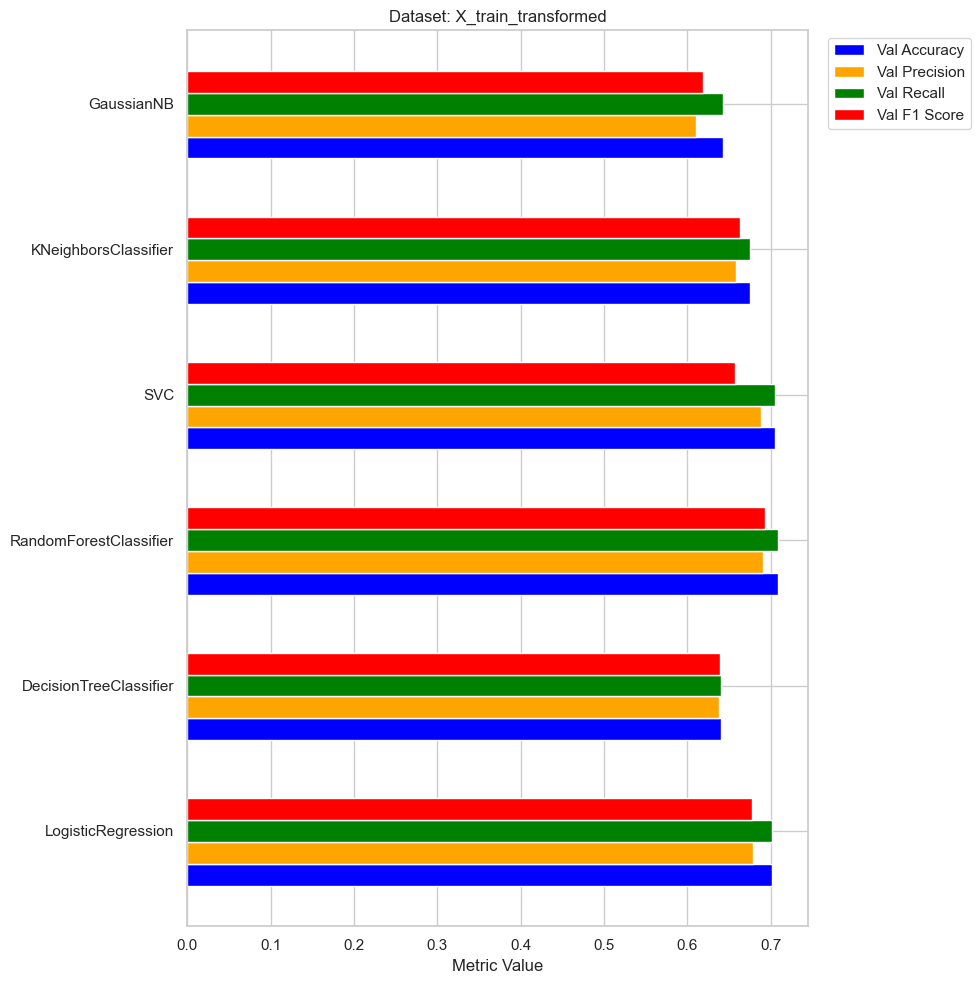 Dataset: X_train_transformed
Val Accuracy
Val Precision
Val Recall
Val F1 Score
GaussianNB
KNeighborsClassifier
SVC
RandomForestClassifier
DecisionTreeClassifier
LogisticRegression
0.0 0.1 0.2 0.3 0.4 0.5 0.6 0.7
Metric Value